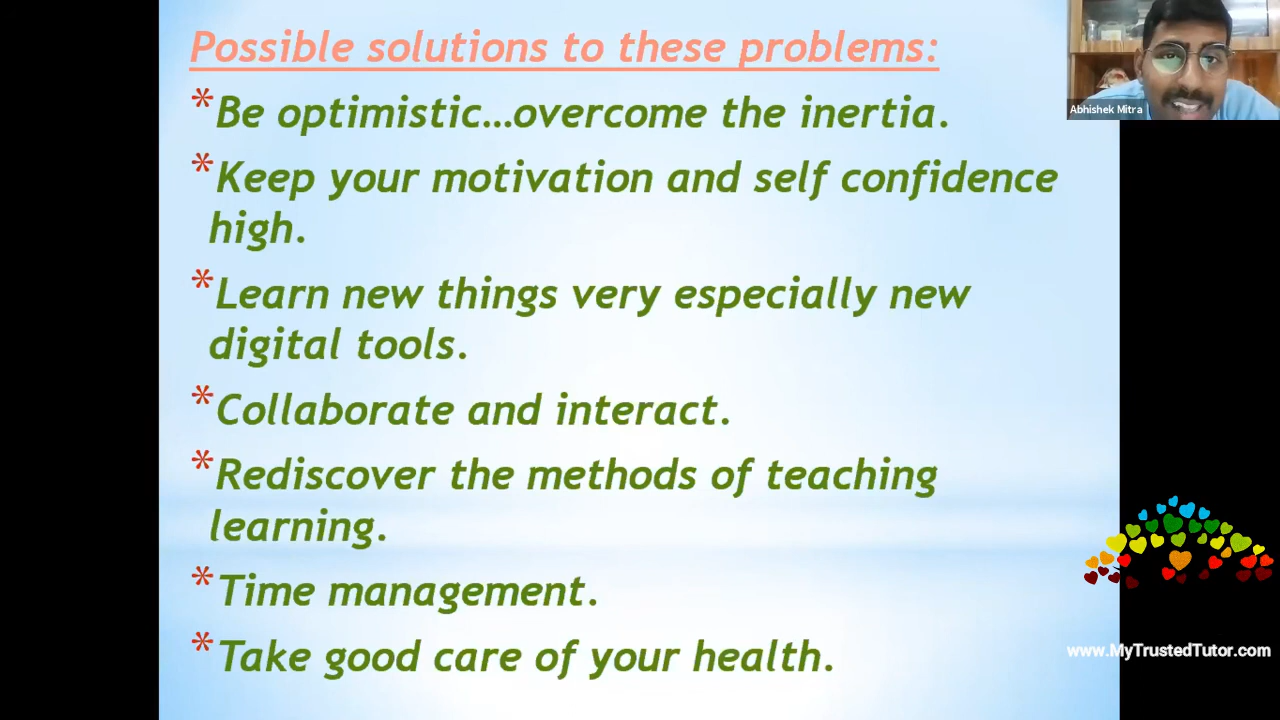 Possible solutions to these problems:
*Be optimistic...overcome the inertia.
*Keep your motivation and self confidence
high.
*Learn new things very especially new
digital tools.
*Collaborate and interact.
*Rediscover the methods of teaching
learning.
*Time management.
*Take good care of your health.
Abhishek Mitra
www.MyTrustedTutor.com